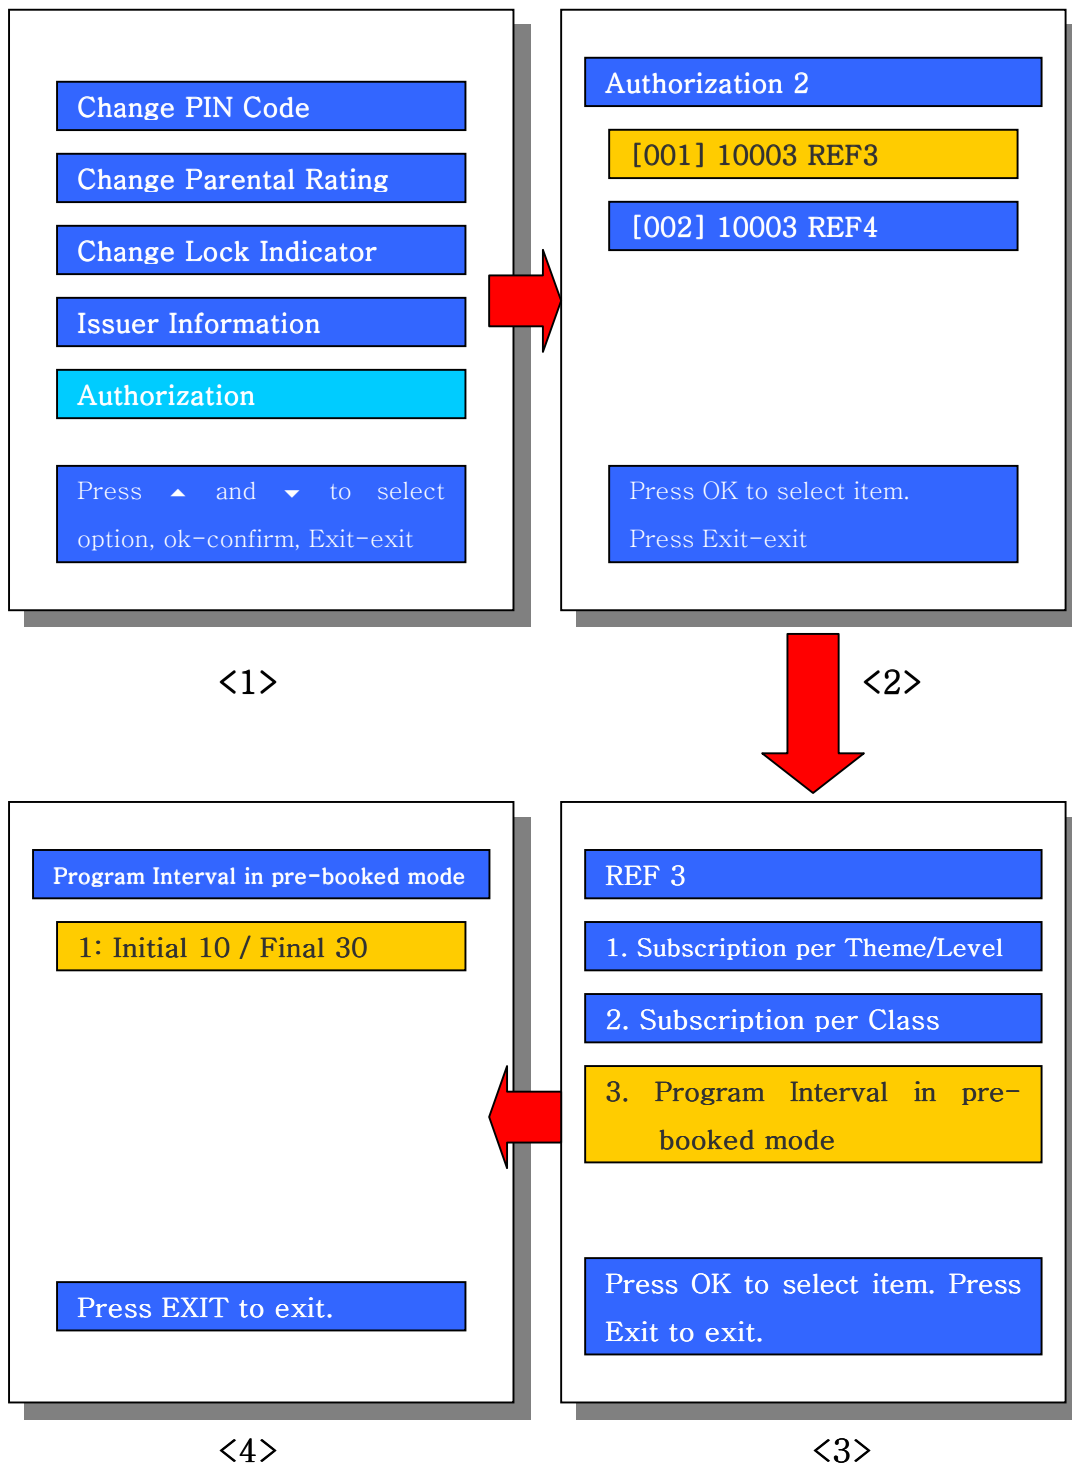 Change PIN Code
Change Parental Rating
Change Lock Indicator
Issuer Information
Authorization
Press ▲ and ▼ to select
option, ok-confirm, Exit-exit
<1>
Authorization 2
[001] 10003 REF3
[002] 10003 REF4
Press OK to select item.
Press Exit-exit
<2>
REF 3
1. Subscription per Theme/Level
2. Subscription per Class
3. Program Interval in pre-
booked mode
Press OK to select item. Press
Exit to exit.
<3>
Program Interval in pre-booked mode
1: Initial 10 / Final 30
Press EXIT to exit.
<4>